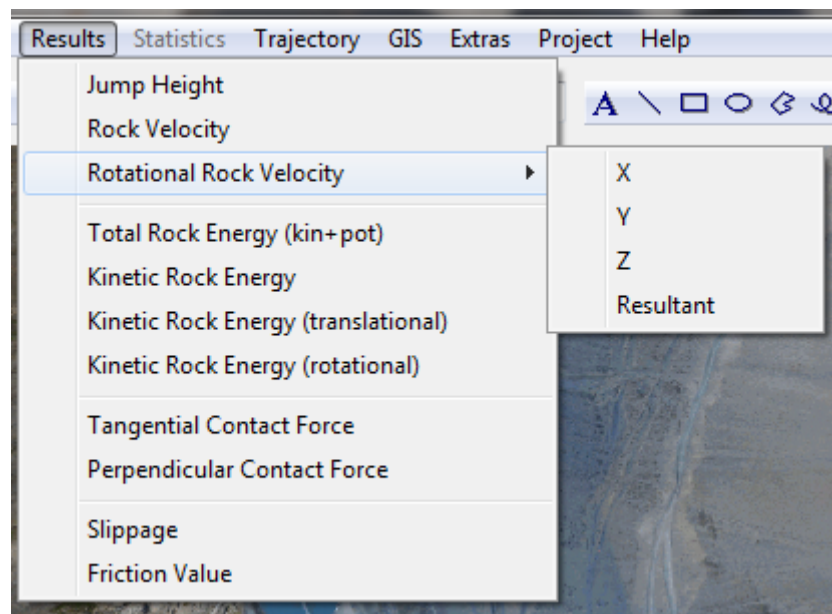 Results Statistics Trajectory GIS Extras Project Help
Jump Height
Rock Velocity
Rotational Rock Velocity
X
Y
Z
Resultant
Total Rock Energy (kin+pot)
Kinetic Rock Energy
Kinetic Rock Energy (translational)
Kinetic Rock Energy (rotational)
Tangential Contact Force
Perpendicular Contact Force
Slippage
Friction Value
A